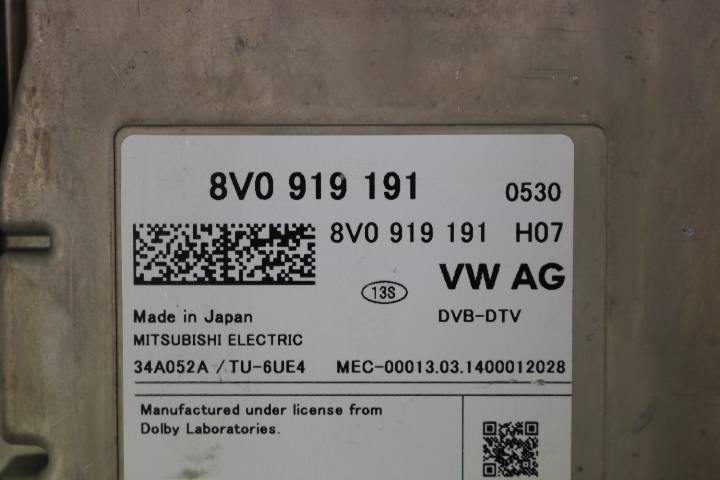 8V0 919 191 0530
8V0 919 191 H07
13S VW AG
Made in Japan DVB-DTV
MITSUBISHI ELECTRIC
34A052A / TU-6UE4 MEC-00013.03.1400012028
Manufactured under license from
Dolby Laboratories.